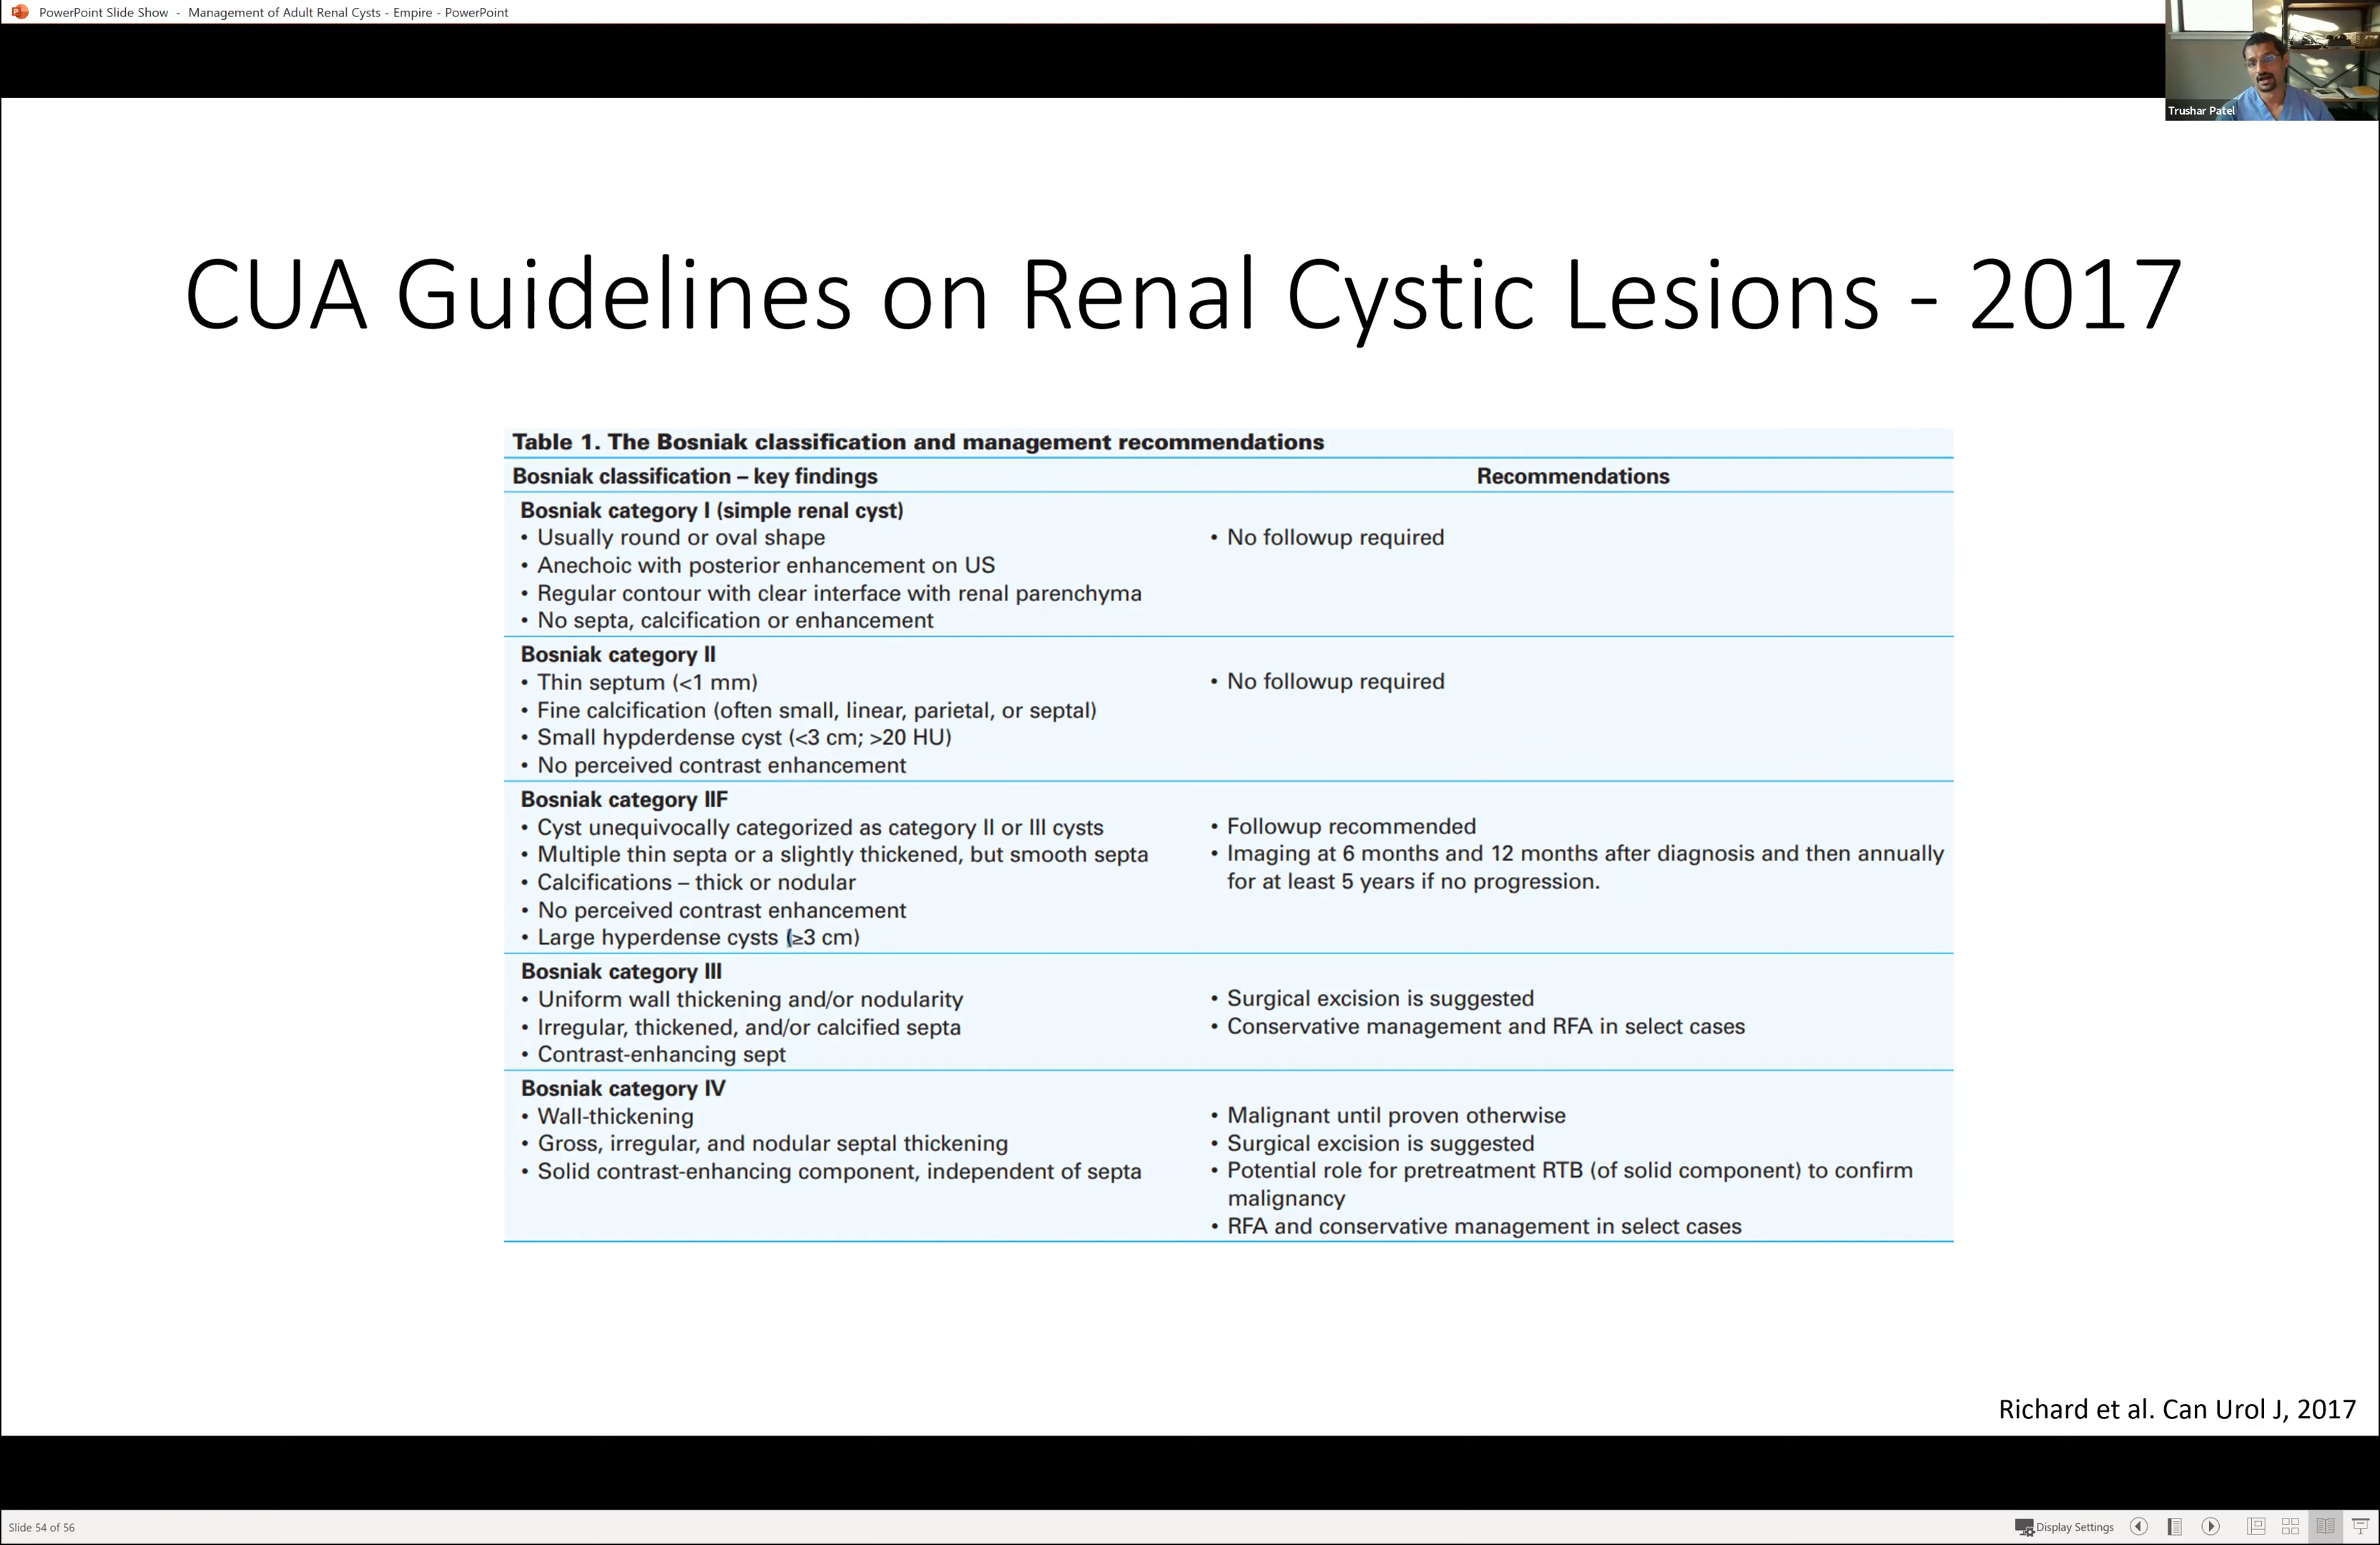 PowerPoint Slide Show - Management of Adult Renal Cysts - Empire - PowerPoint
Trushar Patel
CUA Guidelines on Renal Cystic Lesions - 2017
Table 1. The Bosniak classification and management recommendations
Bosniak classification – key findings Recommendations
Bosniak category I (simple renal cyst)
• Usually round or oval shape • No followup required
• Anechoic with posterior enhancement on US
• Regular contour with clear interface with renal parenchyma
• No septa, calcification or enhancement
Bosniak category II
• Thin septum (<1 mm) • No followup required
• Fine calcification (often small, linear, parietal, or septal)
• Small hypderdense cyst (<3 cm; >20 HU)
• No perceived contrast enhancement
Bosniak category IIF
• Cyst unequivocally categorized as category II or III cysts • Followup recommended
• Multiple thin septa or a slightly thickened, but smooth septa • Imaging at 6 months and 12 months after diagnosis and then annually
• Calcifications – thick or nodular for at least 5 years if no progression.
• No perceived contrast enhancement
• Large hyperdense cysts (≥3 cm)
Bosniak category III
• Uniform wall thickening and/or nodularity • Surgical excision is suggested
• Irregular, thickened, and/or calcified septa • Conservative management and RFA in select cases
• Contrast-enhancing sept
Bosniak category IV
• Wall-thickening • Malignant until proven otherwise
• Gross, irregular, and nodular septal thickening • Surgical excision is suggested
• Solid contrast-enhancing component, independent of septa • Potential role for pretreatment RTB (of solid component) to confirm
malignancy
• RFA and conservative management in select cases
Richard et al. Can Urol J, 2017
Slide 54 of 56
Display Settings